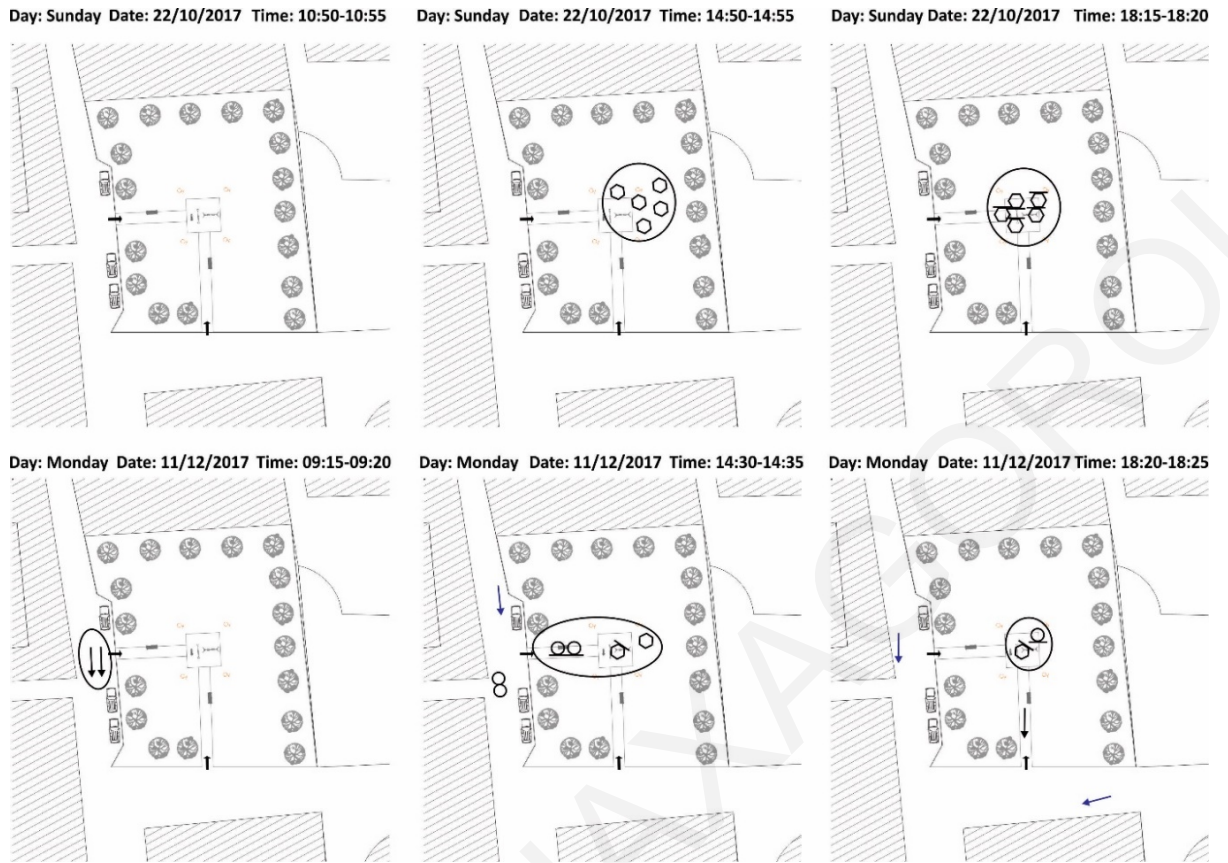 Day: Sunday Date: 22/10/2017 Time: 10:50-10:55
Day: Sunday Date: 22/10/2017 Time: 14:50-14:55
Day: Sunday Date: 22/10/2017 Time: 18:15-18:20
Day: Monday Date: 11/12/2017 Time: 09:15-09:20
Day: Monday Date: 11/12/2017 Time: 14:30-14:35
Day: Monday Date: 11/12/2017 Time: 18:20-18:25